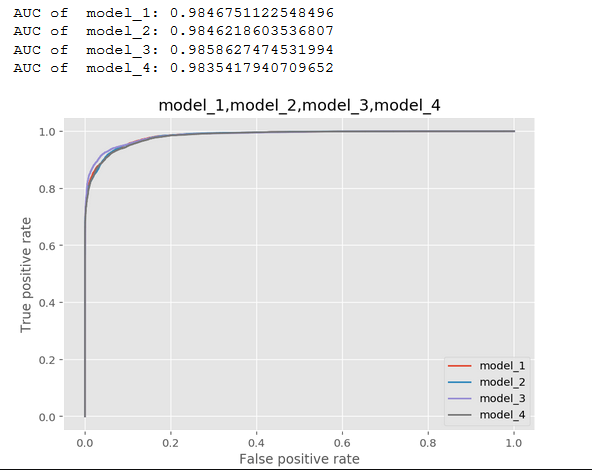 AUC of  model_1: 0.9846751122548496
AUC of  model_2: 0.9846218603536807
AUC of  model_3: 0.9858627474531994
AUC of  model_4: 0.9835417940709652
model_1,model_2,model_3,model_4
1.0
0.8
0.6
0.4
0.2
0.0
True positive rate
model_1
model_2
model_3
model_4
0.0 0.2 0.4 0.6 0.8 1.0
False positive rate